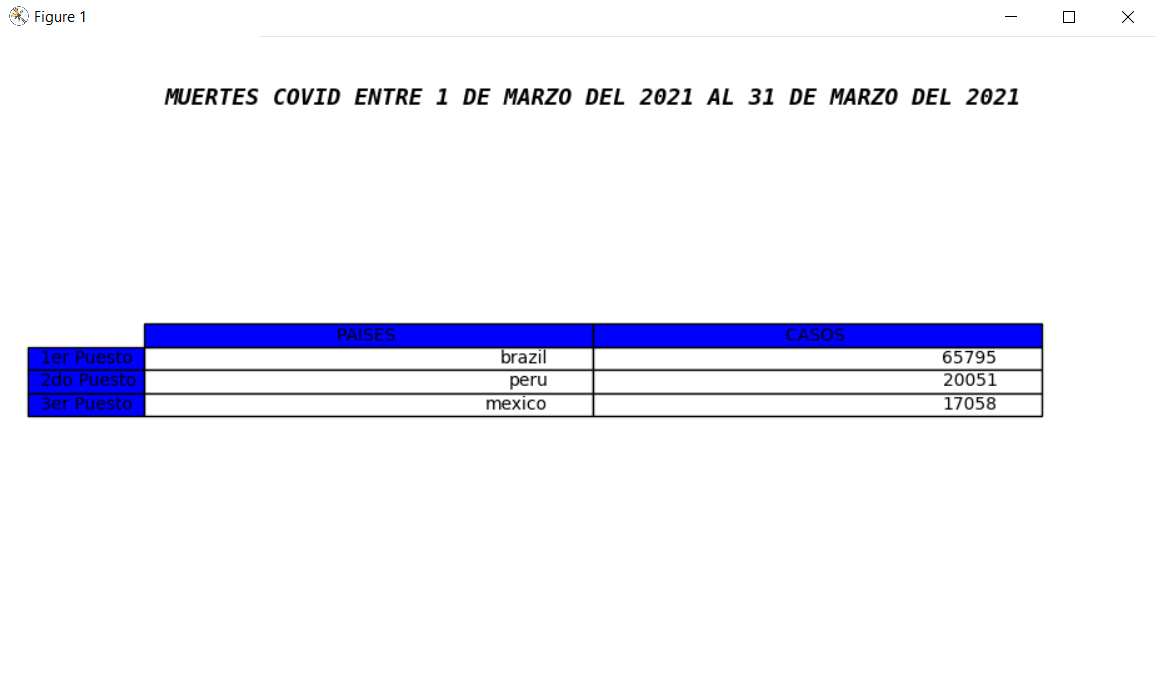 Figure 1
MUERTES COVID ENTRE 1 DE MARZO DEL 2021 AL 31 DE MARZO DEL 2021
PAISES CASOS
1er Puesto brazil 65795
2do Puesto peru 20051
3er Puesto mexico 17058